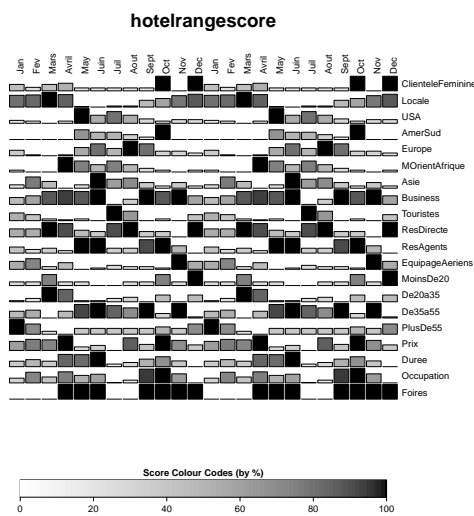 hotelrangescore
Jan Fev Mars Avril May Juin Juil Aout Sept Oct Nov Dec Jan Fev Mars Avril May Juin Juil Aout Sept Oct Nov Dec
ClienteleFeminine
Locale
USA
AmerSud
Europe
MOrientAfrique
Asie
Business
Touristes
ResDirecte
ResAgents
EquipageAeriens
MoinsDe20
De20a35
De35a55
PlusDe55
Prix
Duree
Occupation
Foires
Score Colour Codes (by %)
0 20 40 60 80 100